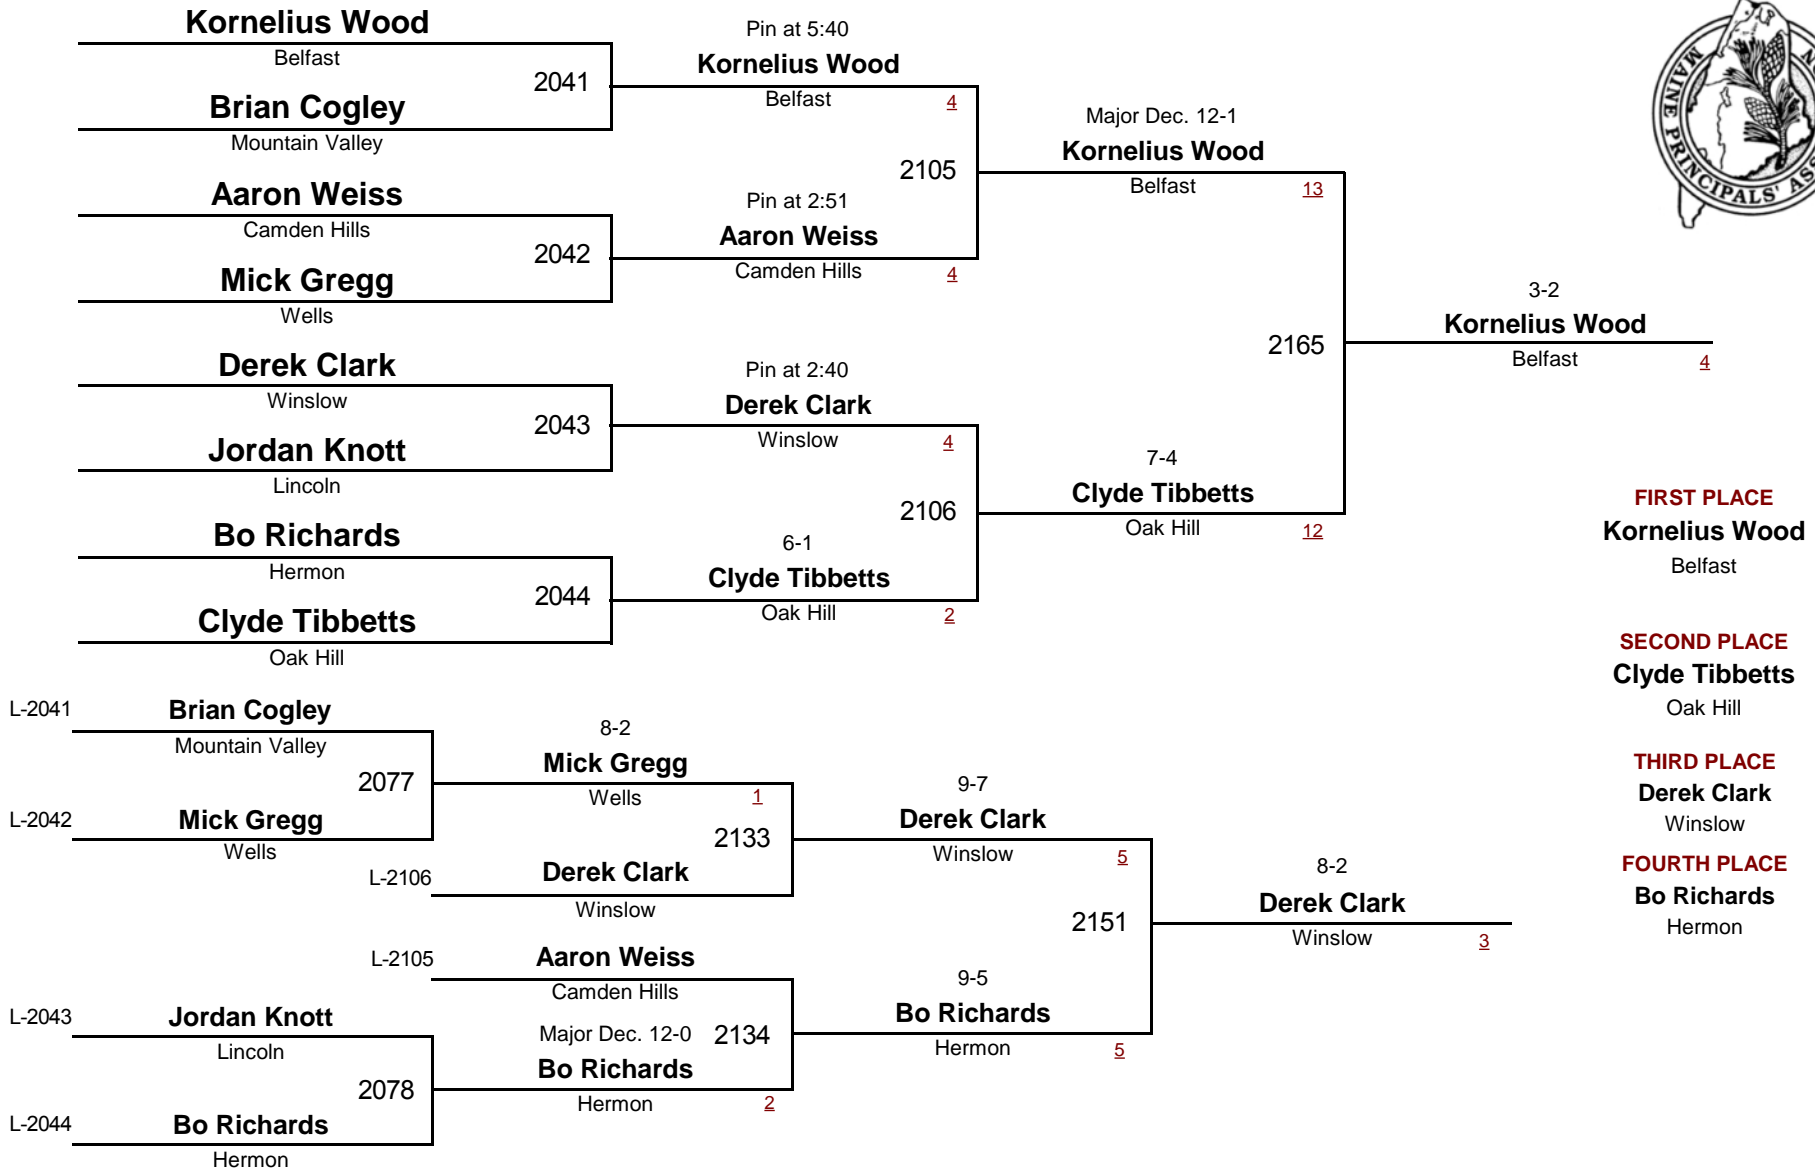 Kornelius Wood
Belfast
2041
Brian Cogley
Mountain Valley
Aaron Weiss
Camden Hills
2042
Mick Gregg
Wells
Derek Clark
Winslow
2043
Jordan Knott
Lincoln
Bo Richards
Hermon
2044
Clyde Tibbetts
Oak Hill
Pin at 5:40
Kornelius Wood
Belfast 4
2105
Pin at 2:51
Aaron Weiss
Camden Hills 4
Pin at 2:40
Derek Clark
Winslow 4
2106
6-1
Clyde Tibbetts
Oak Hill 2
Major Dec. 12-1
Kornelius Wood
Belfast 13
2165
7-4
Clyde Tibbetts
Oak Hill 12
3-2
Kornelius Wood
Belfast 4
MAINE PRINCIPALS' ASS
FIRST PLACE
Kornelius Wood
Belfast
SECOND PLACE
Clyde Tibbetts
Oak Hill
THIRD PLACE
Derek Clark
Winslow
FOURTH PLACE
Bo Richards
Hermon
L-2041 Brian Cogley
Mountain Valley
2077
L-2042 Mick Gregg
Wells
8-2
Mick Gregg
Wells 1
2133
L-2106 Derek Clark
Winslow
L-2105 Aaron Weiss
Camden Hills
L-2043 Jordan Knott
Lincoln
2078
L-2044 Bo Richards
Hermon
Major Dec. 12-0 2134
Bo Richards
Hermon 2
9-7
Derek Clark
Winslow 5
2151
9-5
Bo Richards
Hermon 5
8-2
Derek Clark
Winslow 3